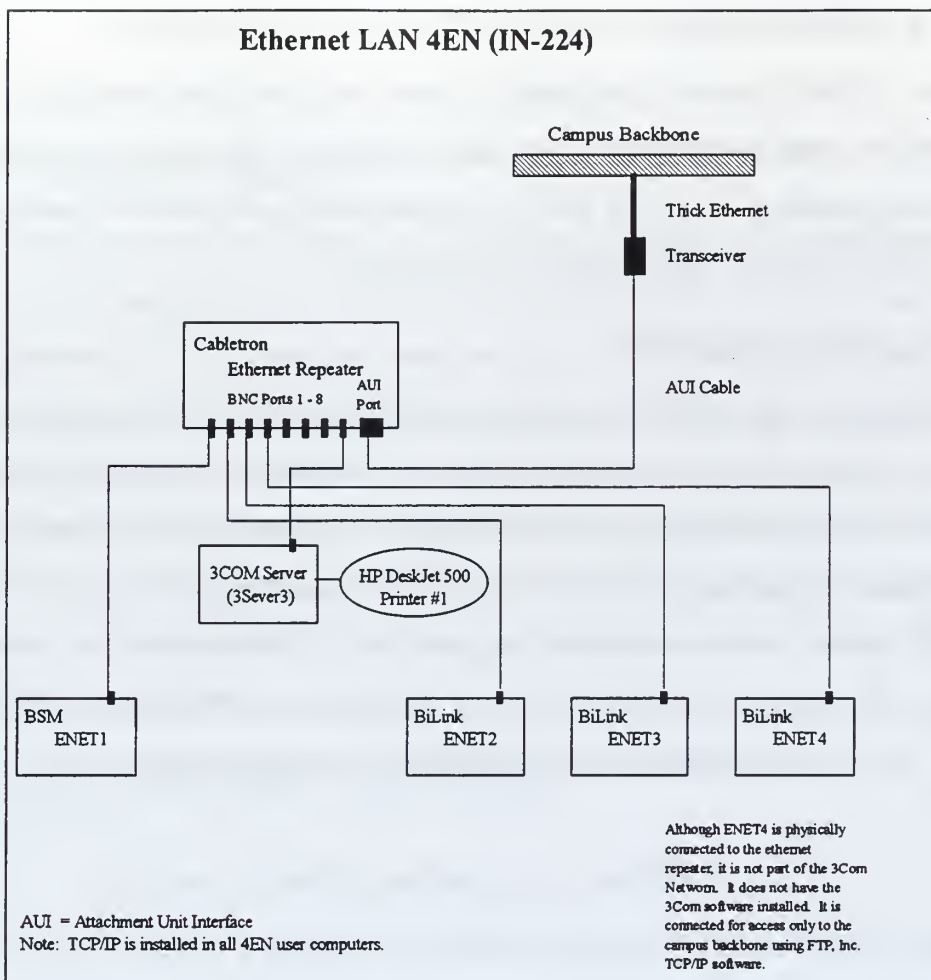 Ethernet LAN 4EN (IN-224)
Campus Backbone
Thick Ethernet
Transceiver
AUI Cable
Cabletron
Ethernet Repeater
BNC Ports 1 - 8
AUI
Port
3COM Server
(3Sever3)
HP DeskJet 500
Printer #1
BSM
ENET1
BiLink
ENET2
BiLink
ENET3
BiLink
ENET4
Although ENET4 is physically
connected to the ethernet
repeater, it is not part of the 3Com
Networn. It does not have the
3Com software installed. It is
connected for access only to the
campus backbone using FTP, Inc.
TCP/IP software.
AUI = Attachment Unit Interface
Note: TCP/IP is installed in all 4EN user computers.